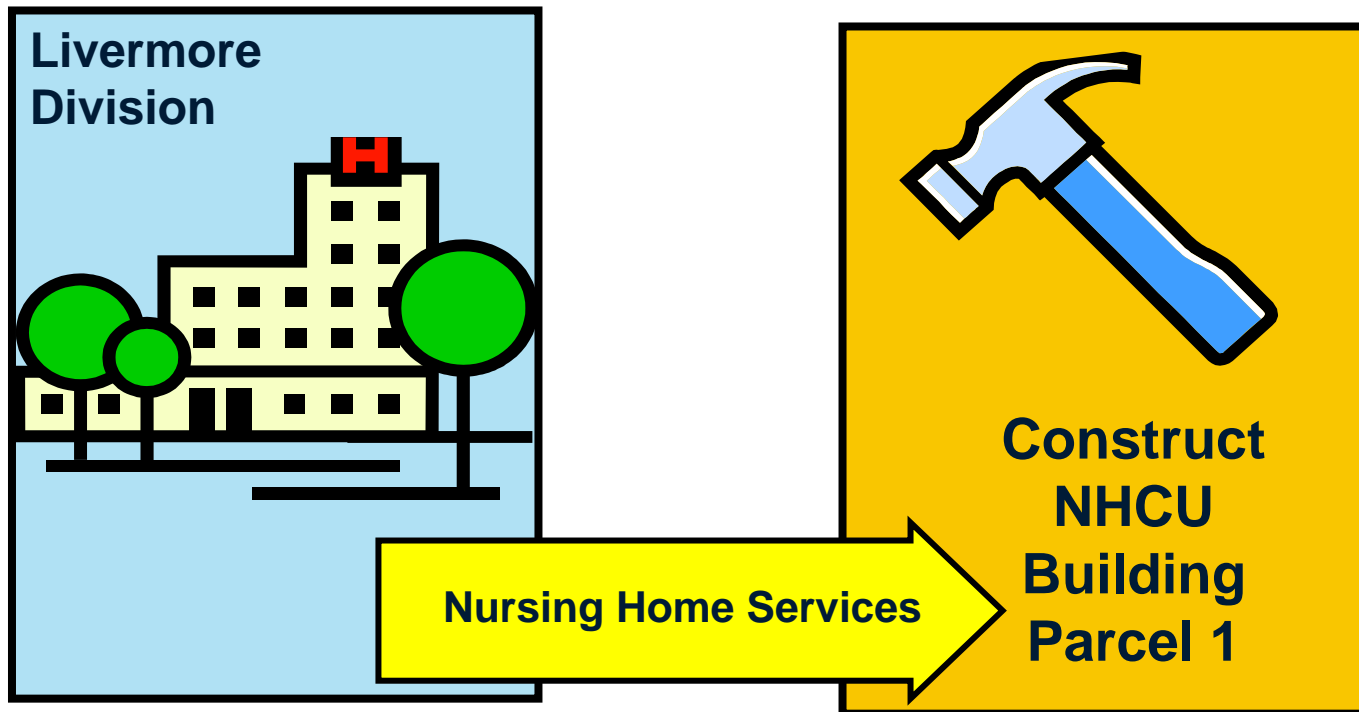 Livermore
Division
H
Nursing Home Services
Construct
NHCU
Building
Parcel 1